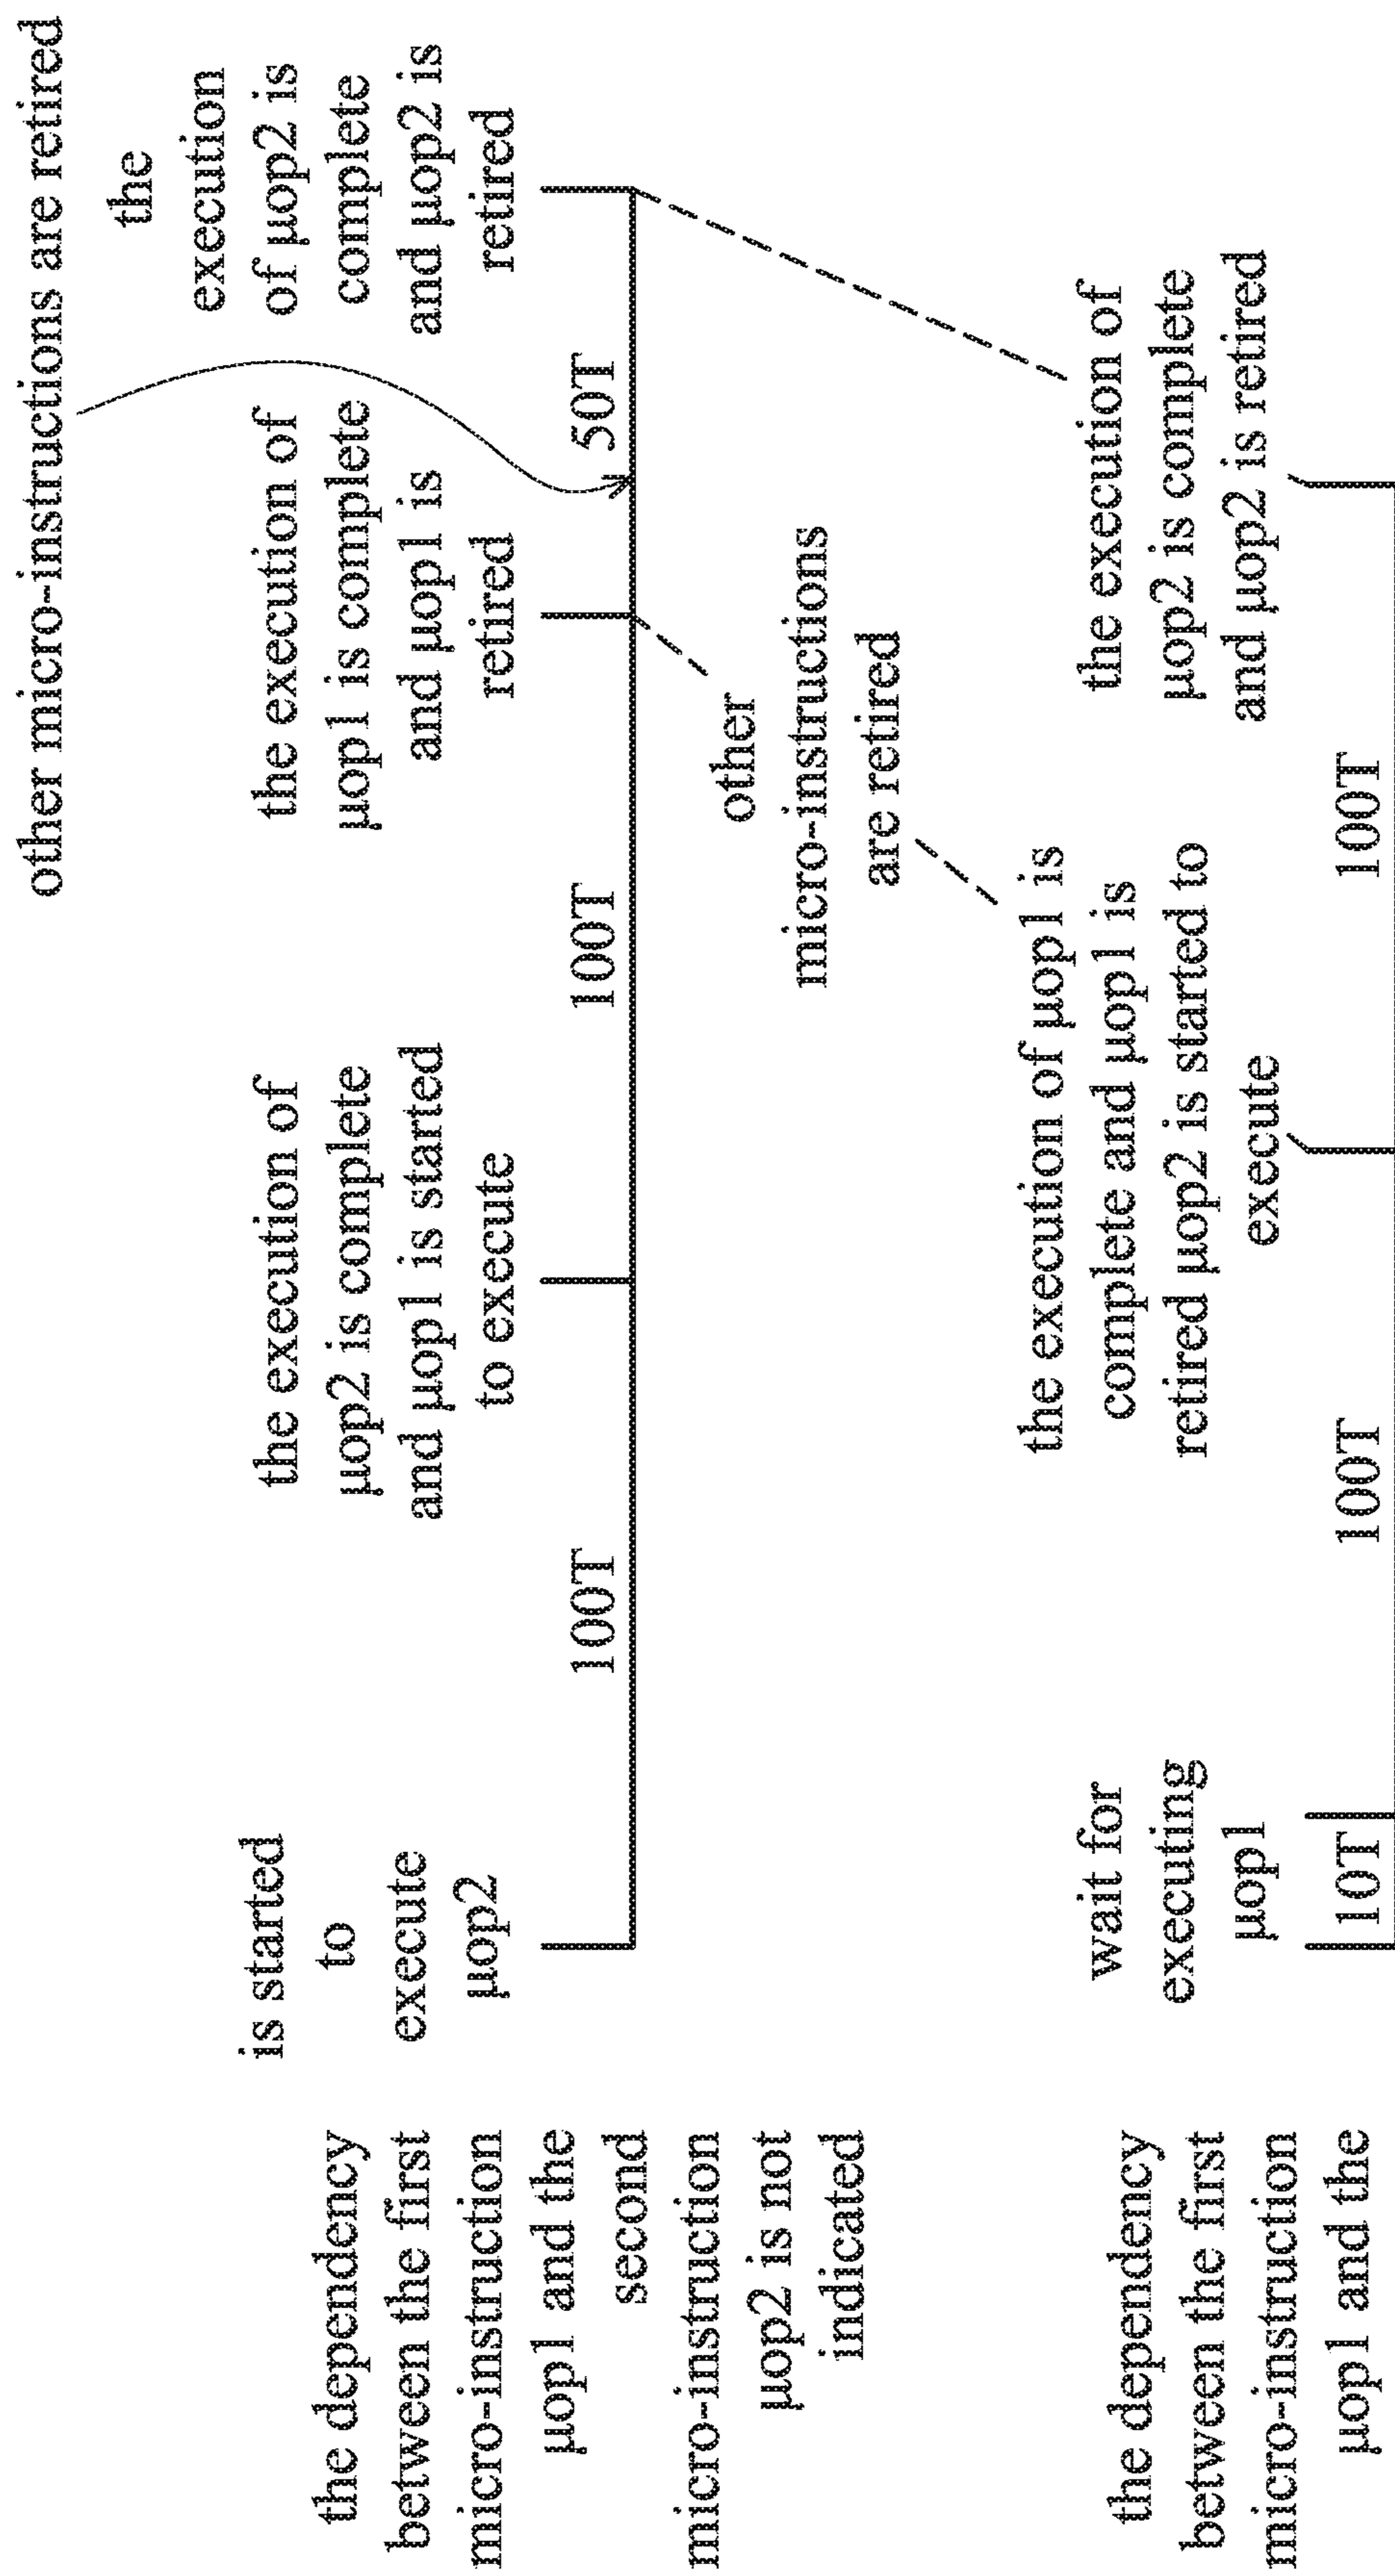 other micro-instructions are retired
is started
to
execute
μop2
the execution of
μop2 is complete
and μop1 is started
to execute
the execution of
μop1 is complete
and μop1 is
retired
the
execution
of μop2 is
complete
and μop2 is
retired
the dependency
between the first
micro-instruction
μop1 and the
second
micro-instruction
μop2 is not
indicated
100T
100T
50T
other
micro-instructions
are retired
the dependency
between the first
micro-instruction
μop1 and the
wait for
executing
μop1
the execution of μop1 is
complete and μop1 is
retired μop2 is started to
execute
the execution of
μop2 is complete
and μop2 is retired
10T
100T
100T